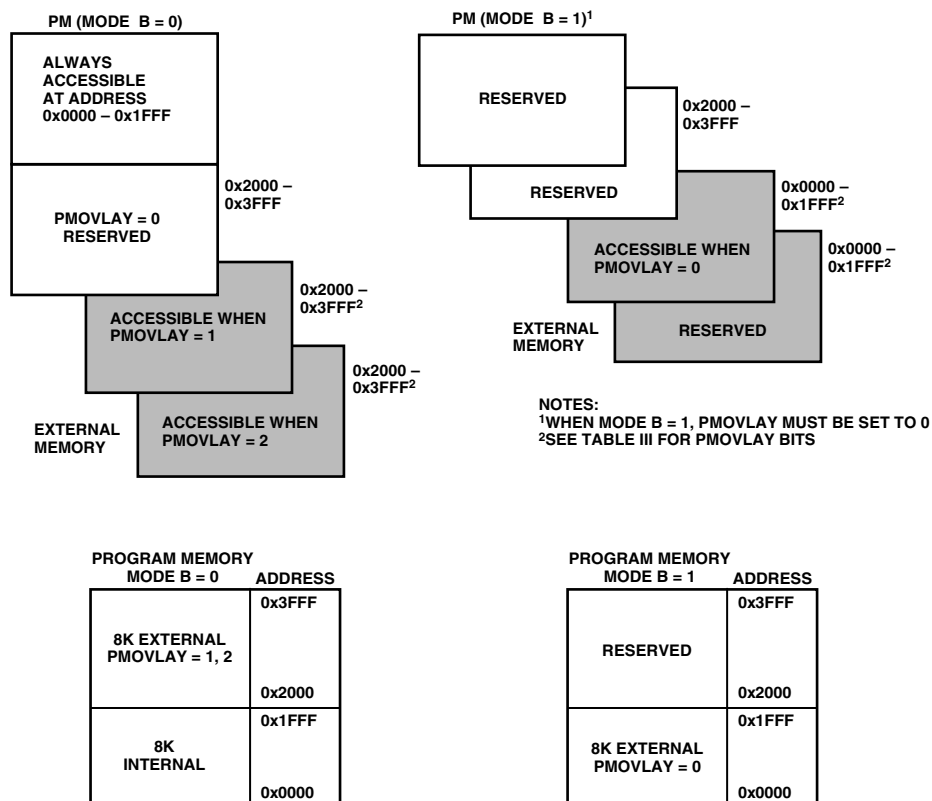 PM (MODE B = 0)
ALWAYS
ACCESSIBLE
AT ADDRESS
0x0000 – 0x1FFF
PMOVLAY = 0
RESERVED
0x2000 –
0x3FFF
ACCESSIBLE WHEN
PMOVLAY = 1
0x2000 –
0x3FFF²
ACCESSIBLE WHEN
PMOVLAY = 2
0x2000 –
0x3FFF²
EXTERNAL
MEMORY
PM (MODE B = 1)¹
RESERVED
0x2000 –
0x3FFF
RESERVED
ACCESSIBLE WHEN
PMOVLAY = 0
0x0000 –
0x1FFF²
RESERVED
0x0000 –
0x1FFF²
EXTERNAL
MEMORY
NOTES:
¹WHEN MODE B = 1, PMOVLAY MUST BE SET TO 0
²SEE TABLE III FOR PMOVLAY BITS
PROGRAM MEMORY
MODE B = 0
ADDRESS
8K EXTERNAL
PMOVLAY = 1, 2
0x3FFF
0x2000
8K
INTERNAL
0x1FFF
0x0000
PROGRAM MEMORY
MODE B = 1
ADDRESS
RESERVED
0x3FFF
0x2000
8K EXTERNAL
PMOVLAY = 0
0x1FFF
0x0000